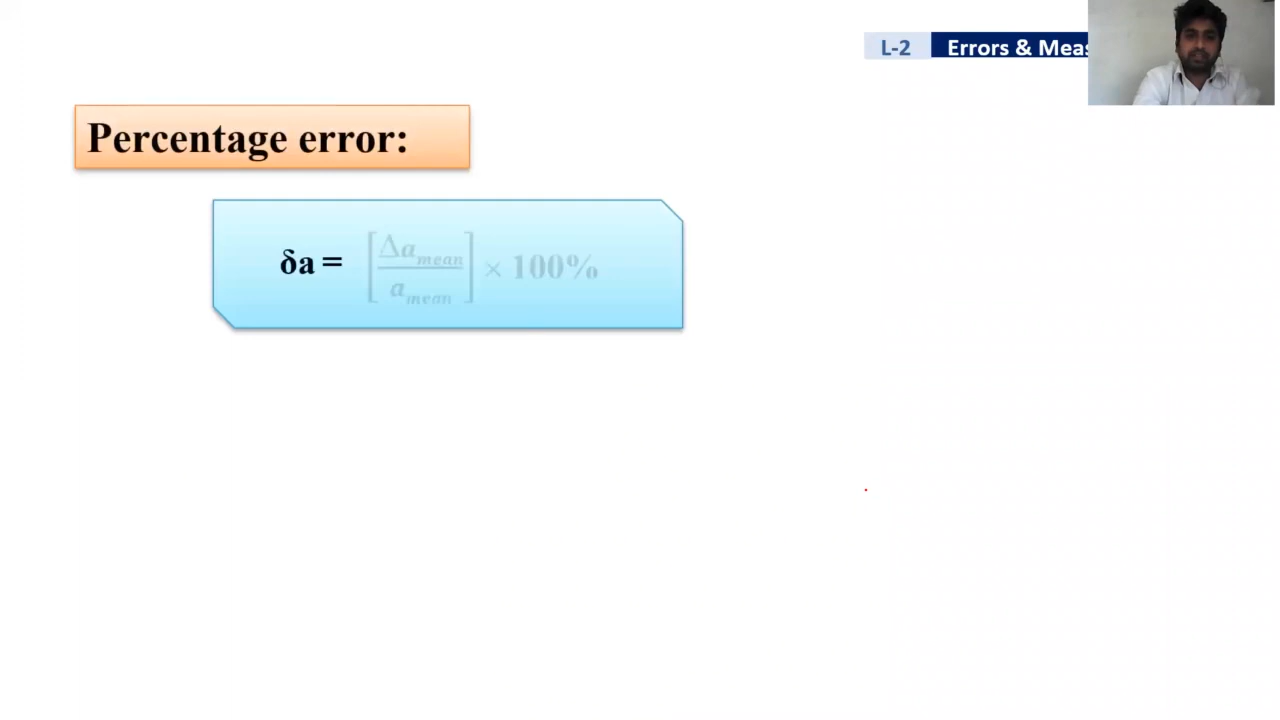 L-2 Errors & Meas
Percentage error:
δa = [Δa_mean / a_mean] × 100%